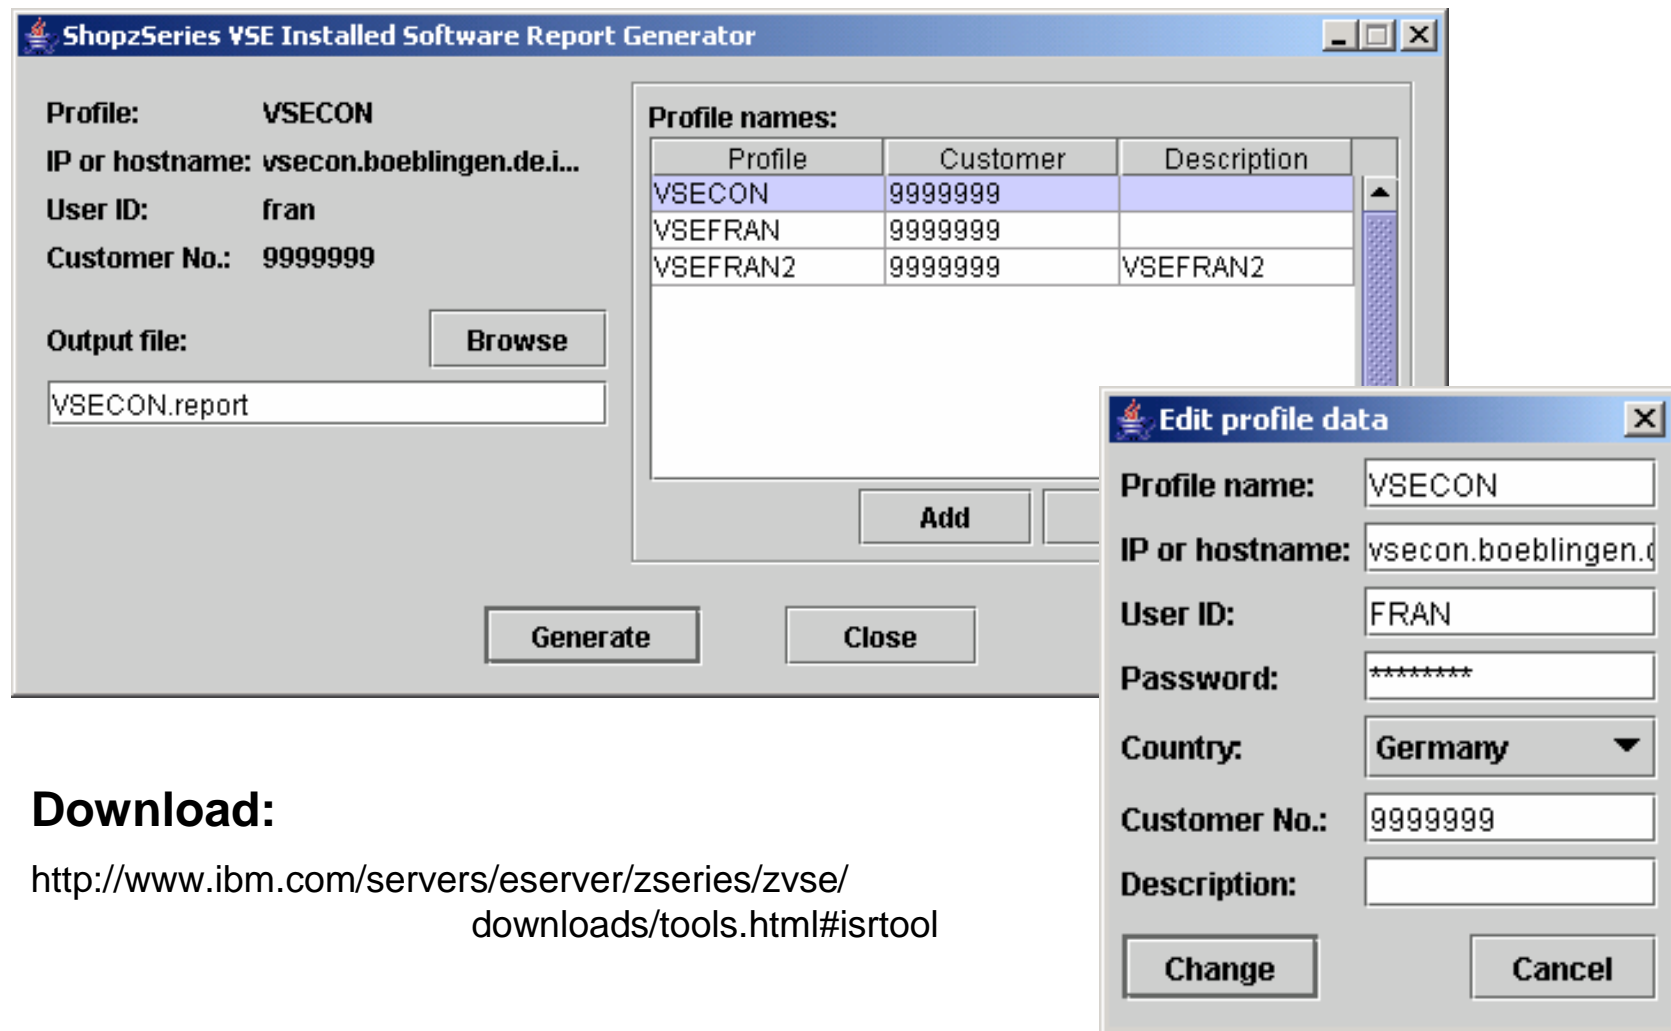 ShopzSeries VSE Installed Software Report Generator
Profile: VSECON
IP or hostname: vsecon.boeblingen.de.i...
User ID: fran
Customer No.: 9999999
Output file: Browse
VSECON.report
Profile names:
Profile Customer Description
VSECON 9999999
VSEFRAN 9999999
VSEFRAN2 9999999 VSEFRAN2
Add
Generate Close
Edit profile data
Profile name: VSECON
IP or hostname: vsecon.boeblingen.d
User ID: FRAN
Password: ********
Country: Germany
Customer No.: 9999999
Description:
Change Cancel
Download:
http://www.ibm.com/servers/eserver/zseries/zvse/
downloads/tools.html#isrtool